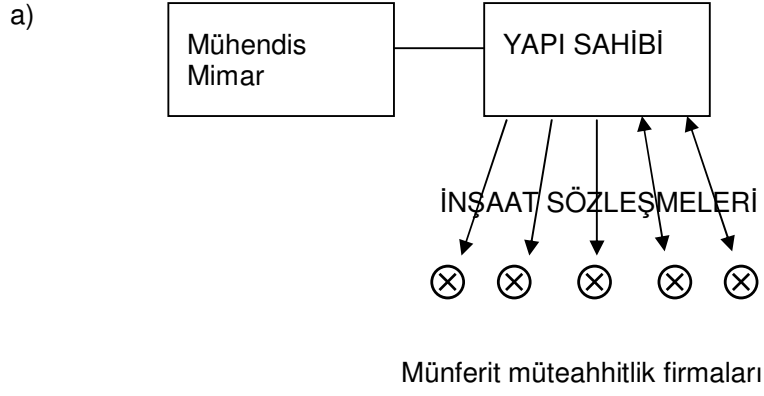 a)
Mühendis
Mimar
YAPI SAHİBİ
İNŞAAT SÖZLEŞMELERİ
Münferit müteahhitlik firmaları